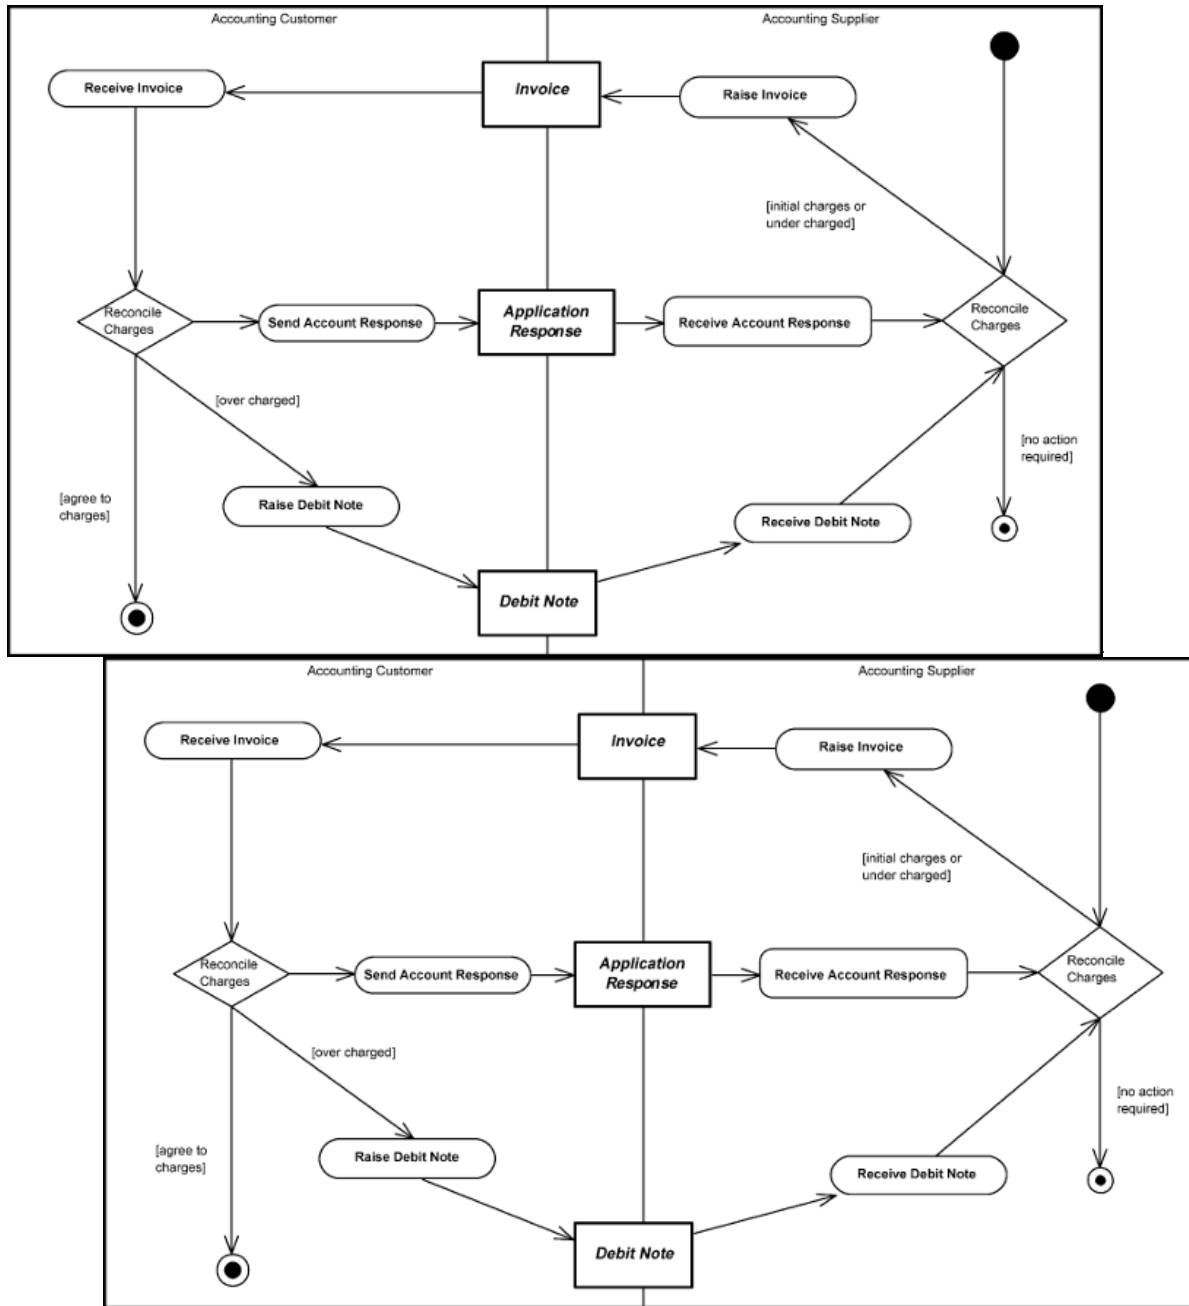 Accounting Customer
Accounting Supplier
Receive Invoice
Invoice
Raise Invoice
[initial charges or
under charged]
Reconcile
Charges
Send Account Response
Application
Response
Receive Account Response
Reconcile
Charges
[over charged]
[no action
required]
[agree to
charges]
Raise Debit Note
Receive Debit Note
Debit Note
Accounting Customer
Accounting Supplier
Receive Invoice
Invoice
Raise Invoice
[initial charges or
under charged]
Reconcile
Charges
Send Account Response
Application
Response
Receive Account Response
Reconcile
Charges
[over charged]
[no action
required]
[agree to
charges]
Raise Debit Note
Receive Debit Note
Debit Note